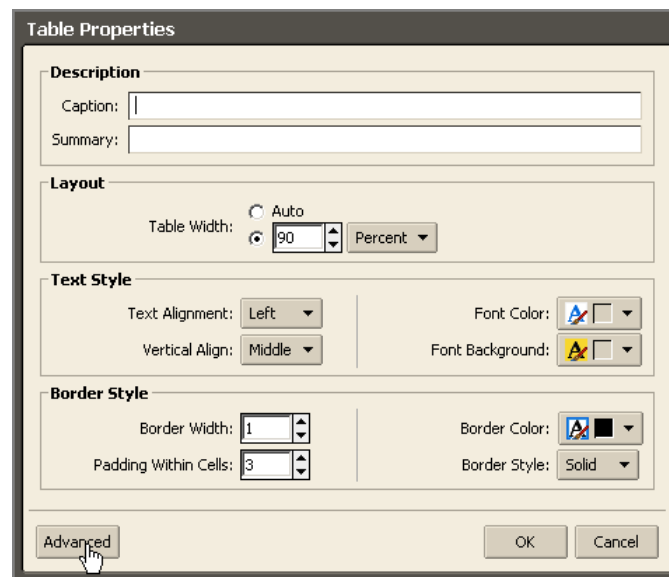 Table Properties
Description
Caption:
Summary:
Layout
Table Width:
Auto
90 Percent
Text Style
Text Alignment: Left
Font Color:
Vertical Align: Middle
Font Background:
Border Style
Border Width: 1
Border Color:
Padding Within Cells: 3
Border Style: Solid
Advanced
OK
Cancel